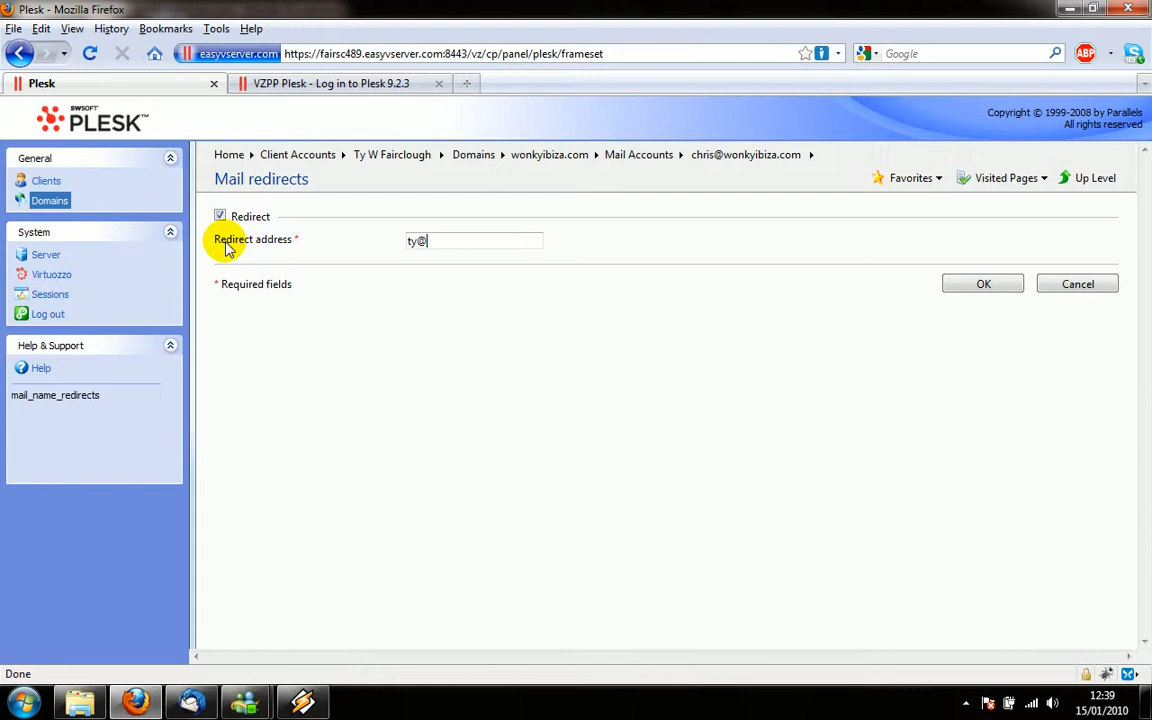 Plesk - Mozilla Firefox
File Edit View History Bookmarks Tools Help
easyvserver.com https://fairsc489.easyvserver.com:8443/vz/cp/panel/plesk/frameset
Google
ABP
Plesk
VZPP Plesk - Log in to Plesk 9.2.3
SWSOFT
PLESK™
Copyright © 1999-2008 by Parallels
All rights reserved
General
Clients
Domains
System
Server
Virtuozzo
Sessions
Log out
Help & Support
Help
mail_name_redirects
Home Client Accounts Ty W Fairclough Domains wonkyibiza.com Mail Accounts chris@wonkyibiza.com
Mail redirects
Favorites Visited Pages Up Level
Redirect
Redirect address *
ty@
* Required fields
OK Cancel
Done
12:39
15/01/2010